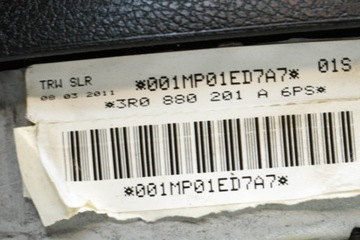 TRW SLR *001MP01ED7A7* 01S
08 03 2011 *3R0 880 201 A 6PS*
*001MP01ED7A7*